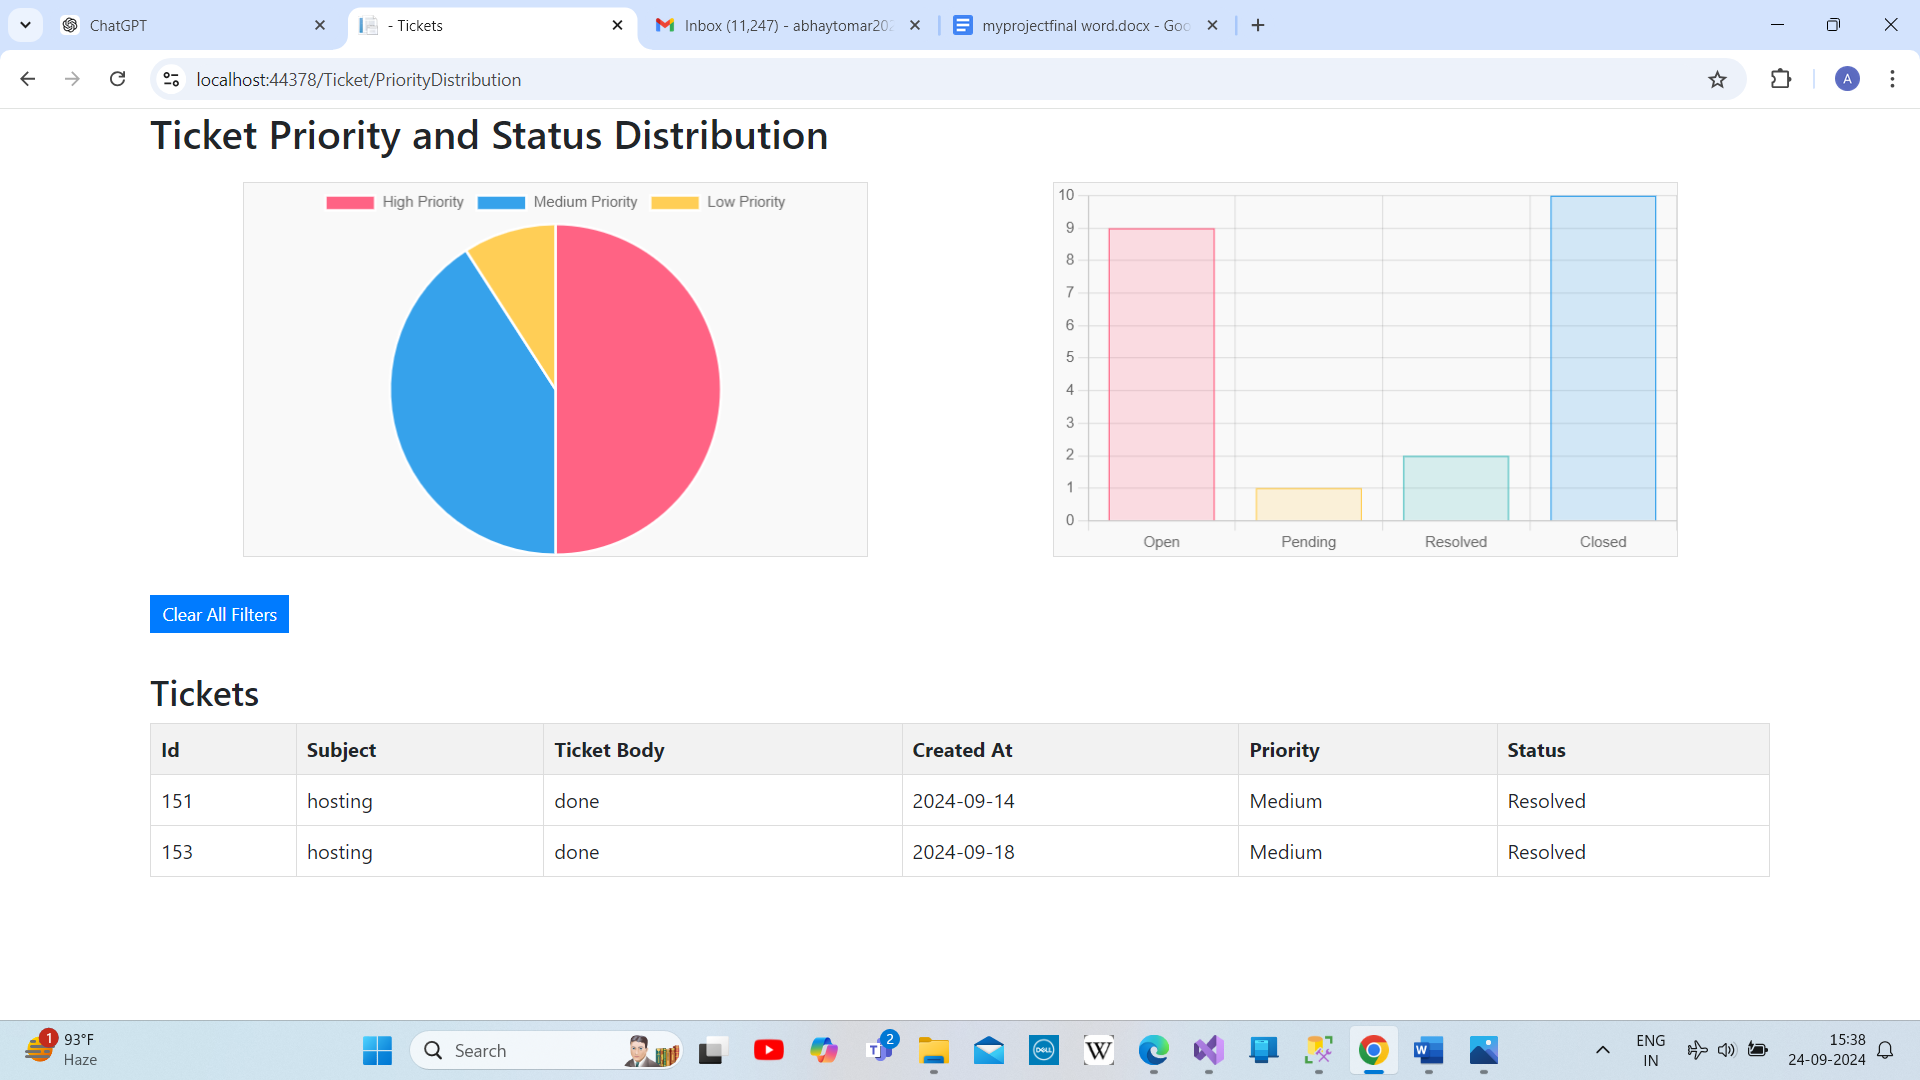 ChatGPT
- Tickets
Inbox (11,247) - abhaytomar202
myprojectfinal word.docx - Goo
localhost:44378/Ticket/PriorityDistribution
A
Ticket Priority and Status Distribution
High Priority Medium Priority Low Priority
10
9
8
7
6
5
4
3
2
1
0
Open Pending Resolved Closed
Clear All Filters
Tickets
Id Subject Ticket Body Created At Priority Status
151 hosting done 2024-09-14 Medium Resolved
153 hosting done 2024-09-18 Medium Resolved
1
93°F
Haze
Search
T
2
DELL
W
W
ENG
IN
15:38
24-09-2024